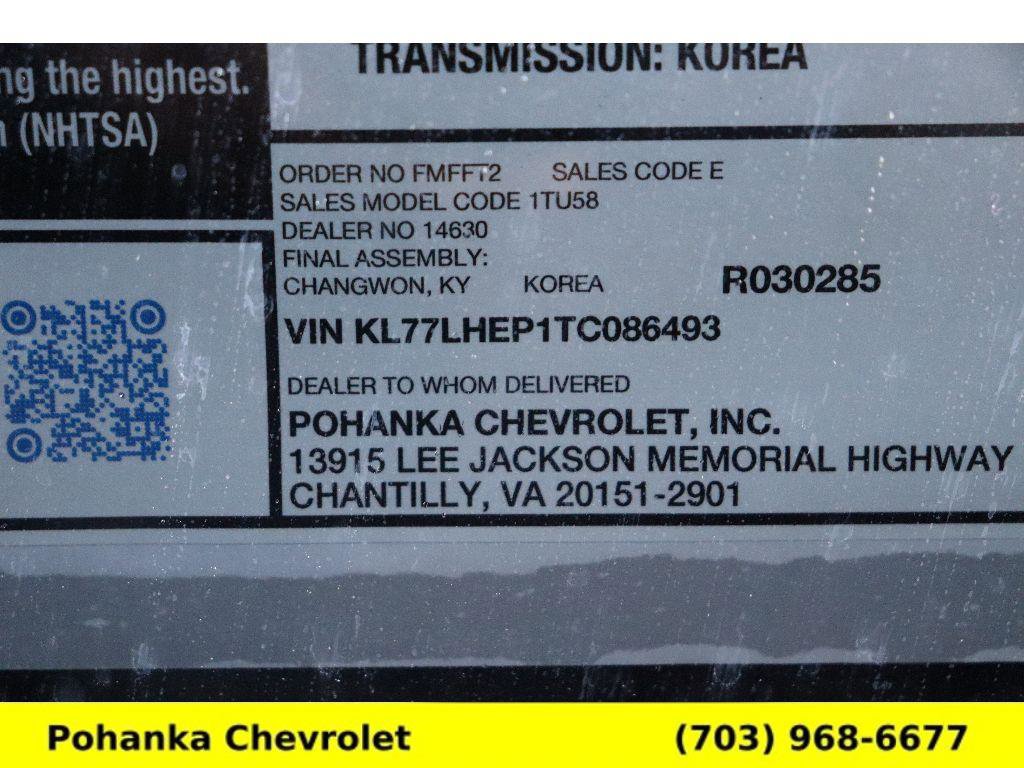 TRANSMISSION: KOREA
ng the highest.
(NHTSA)
ORDER NO FMFFT2 SALES CODE E
SALES MODEL CODE 1TU58
DEALER NO 14630
FINAL ASSEMBLY:
CHANGWON, KY KOREA R030285
VIN KL77LHEP1TC086493
DEALER TO WHOM DELIVERED
POHANKA CHEVROLET, INC.
13915 LEE JACKSON MEMORIAL HIGHWAY
CHANTILLY, VA 20151-2901
Pohanka Chevrolet (703) 968-6677